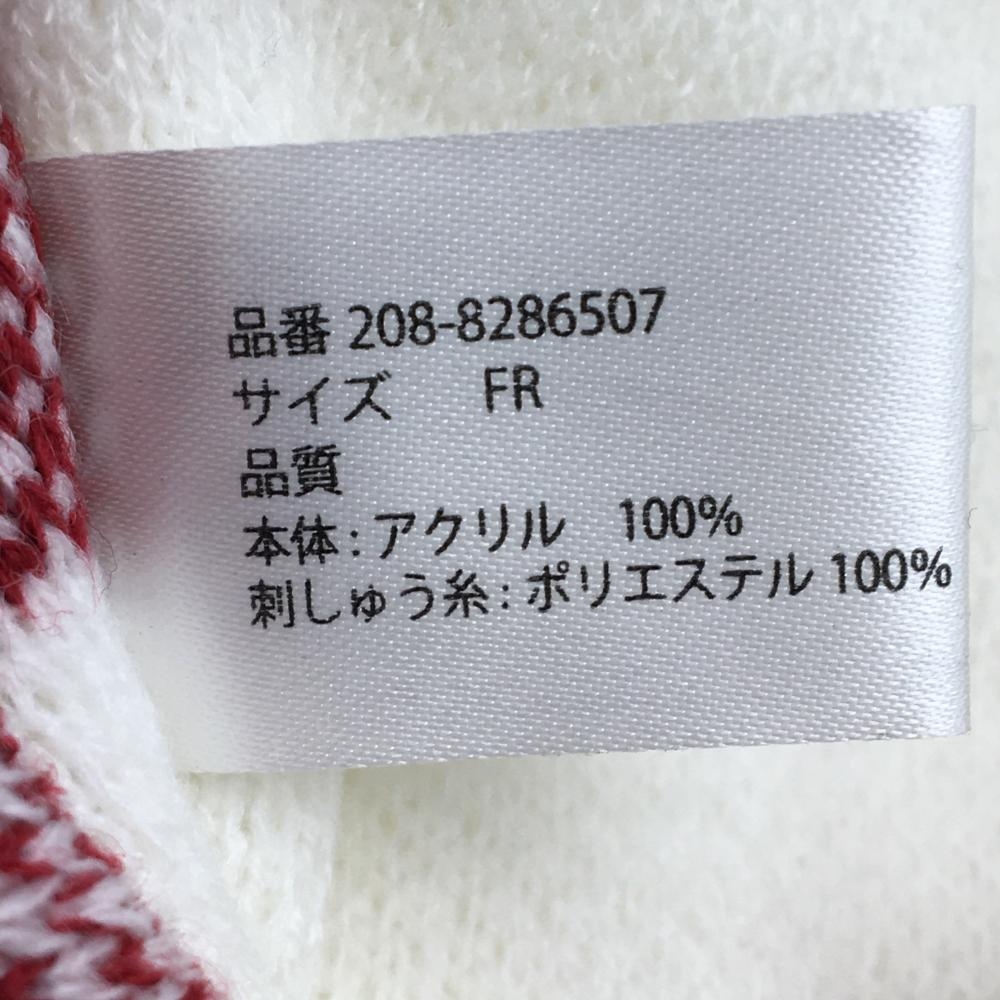 品番 208-8286507
サイズ FR
品質
本体:アクリル 100%
刺しゅう糸:ポリエステル 100%